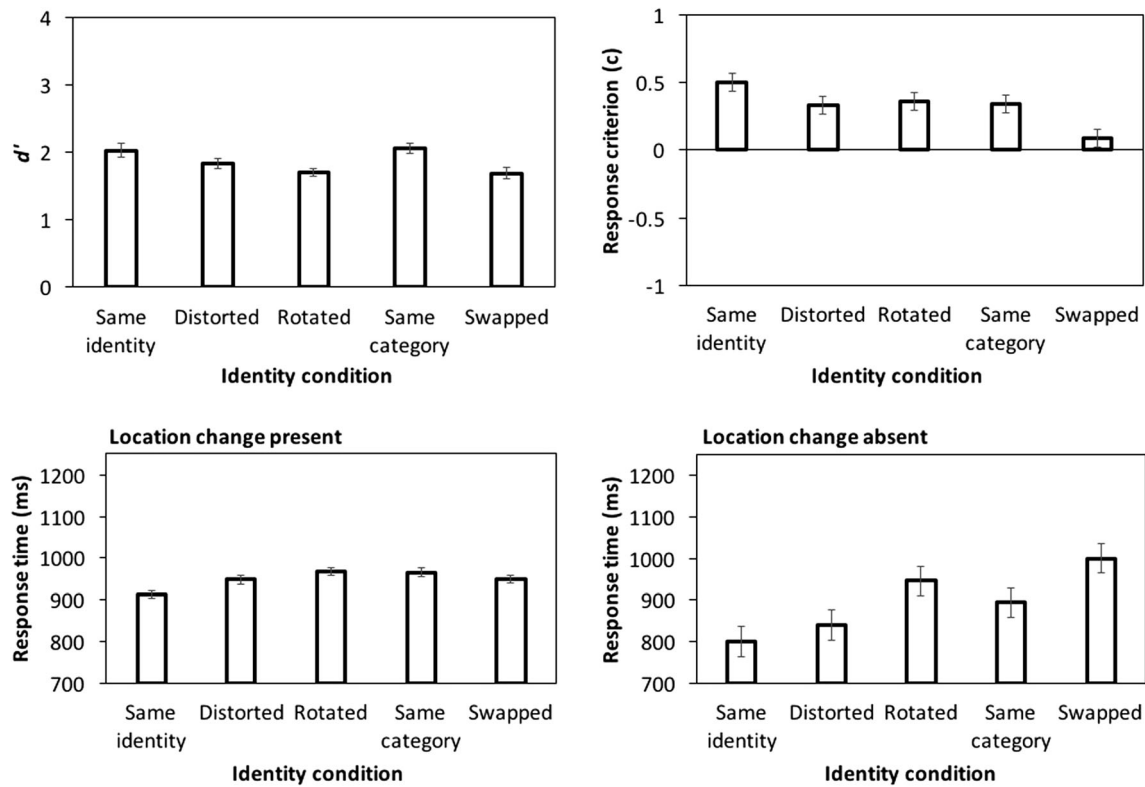 4
3
2
1
0
d'
Same identity
Distorted
Rotated
Same category
Swapped
Identity condition
1
0.5
0
-0.5
-1
Response criterion (c)
Same identity
Distorted
Rotated
Same category
Swapped
Identity condition
Location change present
1200
1100
1000
900
800
700
Response time (ms)
Same identity
Distorted
Rotated
Same category
Swapped
Identity condition
Location change absent
1200
1100
1000
900
800
700
Response time (ms)
Same identity
Distorted
Rotated
Same category
Swapped
Identity condition